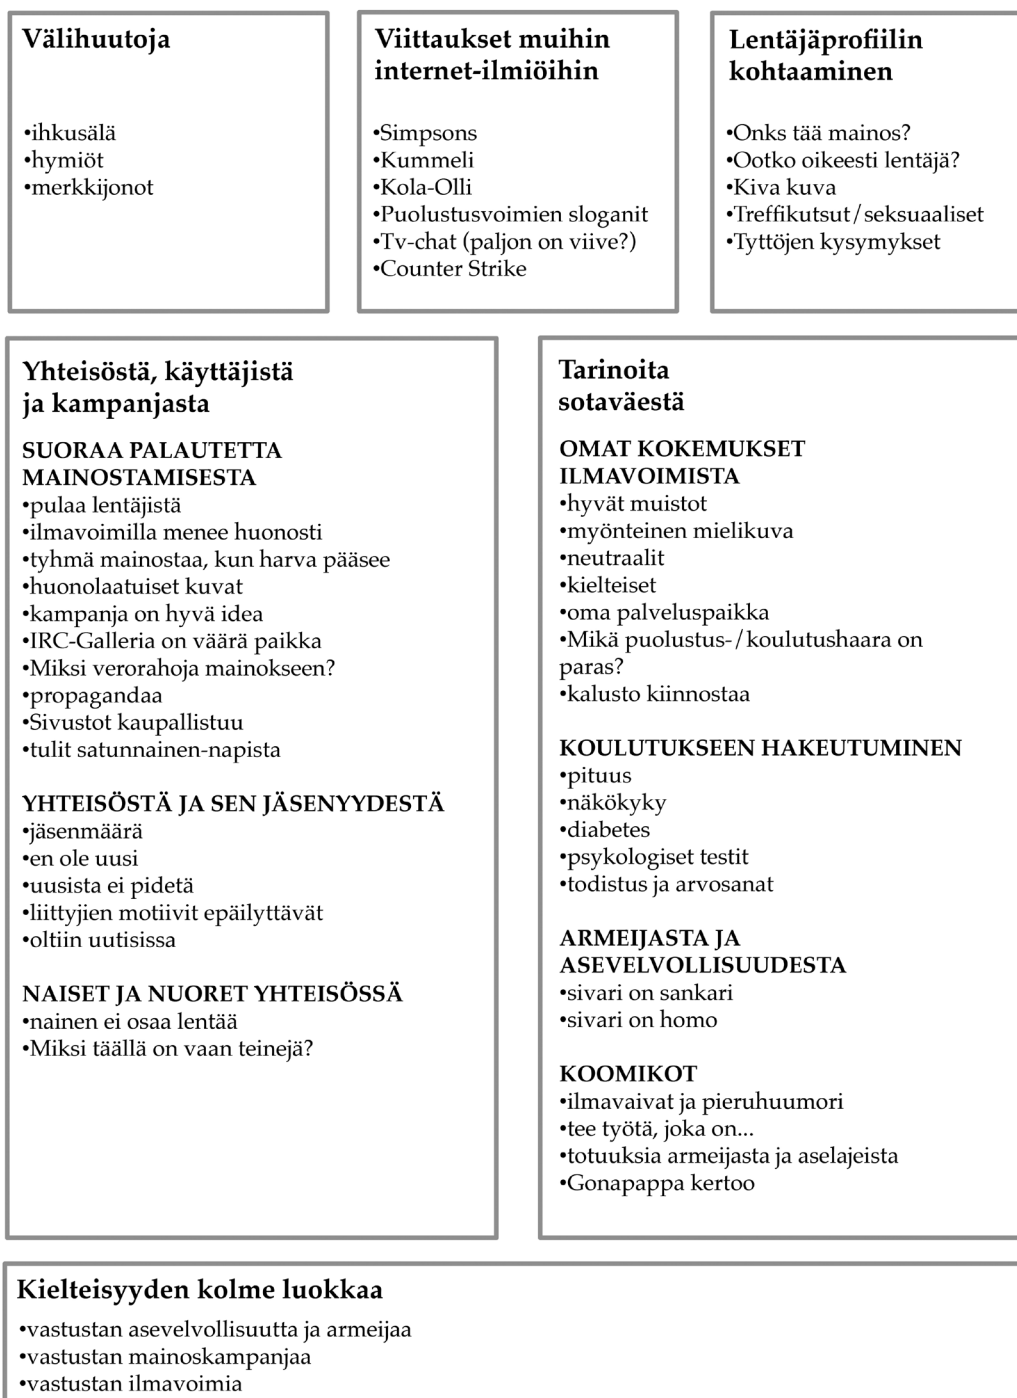 Välihuutoja
•ihkusälä
•hymiöt
•merkkijonot
Viittaukset muihin
internet-ilmiöihin
•Simpsons
•Kummeli
•Kola-Olli
•Puolustusvoimien sloganit
•Tv-chat (paljon on viive?)
•Counter Strike
Lentäjäprofiilin
kohtaaminen
•Onks tää mainos?
•Ootko oikeesti lentäjä?
•Kiva kuva
•Treffikutsut/seksuaaliset
•Tyttöjen kysymykset
Yhteisöstä, käyttäjistä
ja kampanjasta
SUORAA PALAUTETTA
MAINOSTAMISESTA
•pulaa lentäjistä
•ilmavoimilla menee huonosti
•tyhmä mainostaa, kun harva pääsee
•huonolaatuiset kuvat
•kampanja on hyvä idea
•IRC-Galleria on väärä paikka
•Miksi verorahoja mainokseen?
•propagandaa
•Sivustot kaupallistuu
•tulit satunnainen-napista
YHTEISÖSTÄ JA SEN JÄSENYYDESTÄ
•jäsenmäärä
•en ole uusi
•uusista ei pidetä
•liittyjien motiivit epäilyttävät
•oltiin uutisissa
NAISET JA NUORET YHTEISÖSSÄ
•nainen ei osaa lentää
•Miksi täällä on vaan teinejä?
Tarinoita
sotaväestä
OMAT KOKEMUKSET
ILMAVOIMISTA
•hyvät muistot
•myönteinen mielikuva
•neutraalit
•kielteiset
•oma palveluspaikka
•Mikä puolustus-/koulutushaara on
paras?
•kalusto kiinnostaa
KOULUTUKSEEN HAKEUTUMINEN
•pituus
•näkökyky
•diabetes
•psykologiset testit
•todistus ja arvosanat
ARMEIJASTA JA
ASEVELVOLLISUUDESTA
•sivari on sankari
•sivari on homo
KOOMIKOT
•ilmavaivat ja pieruhuumori
•tee työtä, joka on...
•totuuksia armeijasta ja aselajeista
•Gonapappa kertoo
Kielteisyyden kolme luokkaa
•vastustan asevelvollisuutta ja armeijaa
•vastustan mainoskampanjaa
•vastustan ilmavoimia